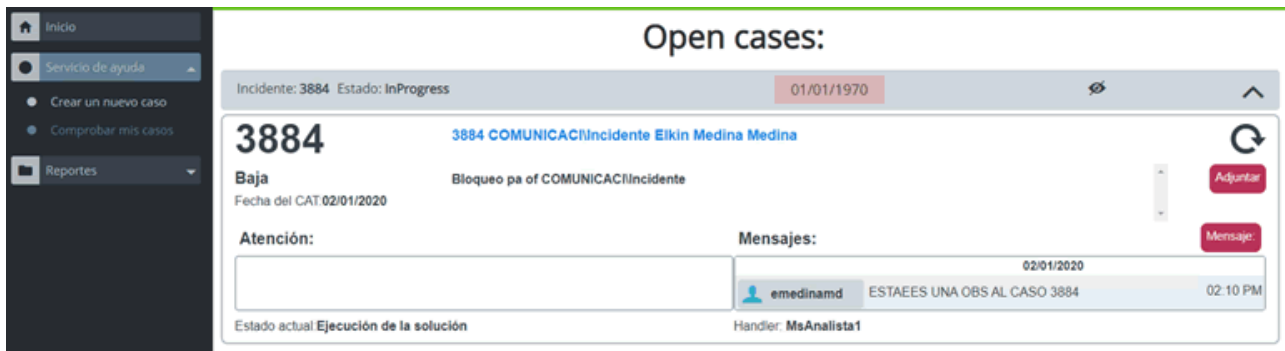 Inicio
Servicio de ayuda
Crear un nuevo caso
Comprobar mis casos
Reportes
Open cases:
Incidente: 3884 Estado: InProgress 01/01/1970
3884 3884 COMUNICACI\Incidente Elkin Medina Medina
Baja Bloqueo pa of COMUNICACI\Incidente Adjuntar
Fecha del CAT:02/01/2020
Atención: Mensajes: Mensaje:
02/01/2020
emedinamd ESTAEES UNA OBS AL CASO 3884 02:10 PM
Estado actual:Ejecución de la solución Handler: MsAnalista1